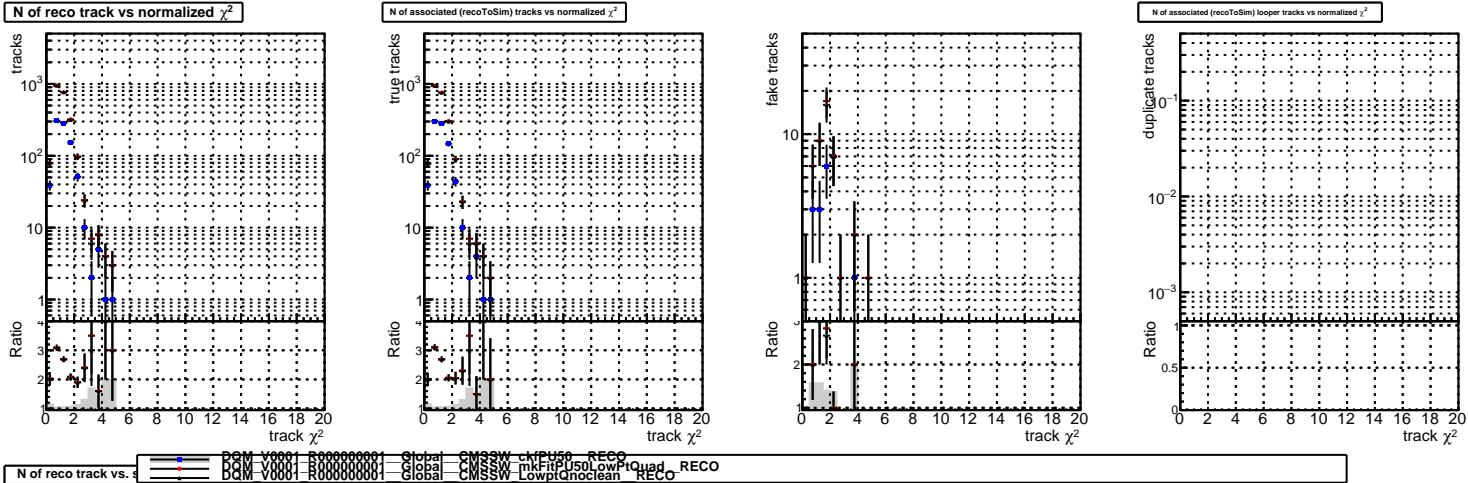 N of reco track vs normalized χ²
N of associated (recoToSim) tracks vs normalized χ²
N of associated (recoToSim) looper tracks vs normalized χ²
tracks
10³
10²
10
1
Ratio
4
3
2
1
0 2 4 6 8 10 12 14 16 18 20
track χ²
true tracks
10³
10²
10
1
Ratio
4
3
2
1
0 2 4 6 8 10 12 14 16 18 20
track χ²
fake tracks
10
1
Ratio
3
2
1
0 2 4 6 8 10 12 14 16 18 20
track χ²
duplicate tracks
10⁻¹
10⁻²
10⁻³
Ratio
1
0.5
0
0 2 4 6 8 10 12 14 16 18 20
track χ²
N of reco track vs. s
DQM_V0001_R000000001__Global__CMSSW_ckfPU50__RECO
DQM_V0001_R000000001__Global__CMSSW_mkFitPU50LowPtQuad__RECO
DQM_V0001_R000000001__Global__CMSSW_LowptQnoclean__RECO